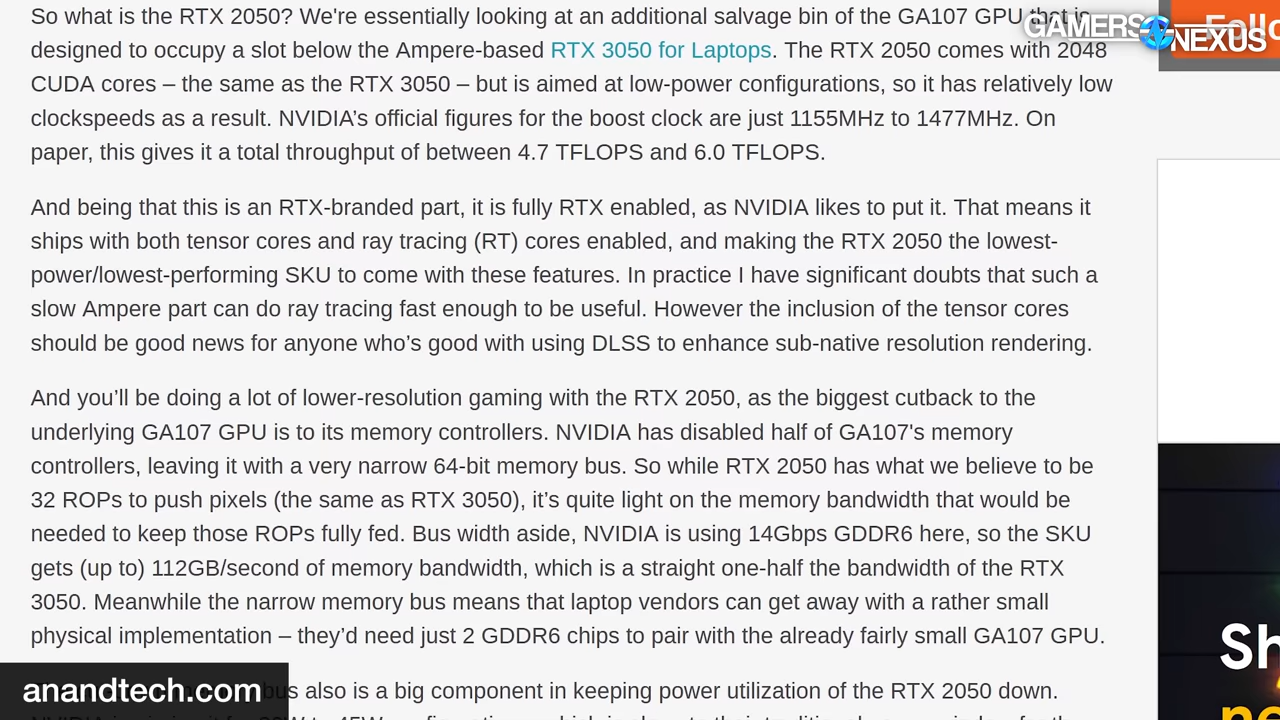 So what is the RTX 2050? We're essentially looking at an additional salvage bin of the GA107 GPU that is
designed to occupy a slot below the Ampere-based RTX 3050 for Laptops. The RTX 2050 comes with 2048
CUDA cores – the same as the RTX 3050 – but is aimed at low-power configurations, so it has relatively low
clockspeeds as a result. NVIDIA’s official figures for the boost clock are just 1155MHz to 1477MHz. On
paper, this gives it a total throughput of between 4.7 TFLOPS and 6.0 TFLOPS.
And being that this is an RTX-branded part, it is fully RTX enabled, as NVIDIA likes to put it. That means it
ships with both tensor cores and ray tracing (RT) cores enabled, and making the RTX 2050 the lowest-
power/lowest-performing SKU to come with these features. In practice I have significant doubts that such a
slow Ampere part can do ray tracing fast enough to be useful. However the inclusion of the tensor cores
should be good news for anyone who’s good with using DLSS to enhance sub-native resolution rendering.
And you’ll be doing a lot of lower-resolution gaming with the RTX 2050, as the biggest cutback to the
underlying GA107 GPU is to its memory controllers. NVIDIA has disabled half of GA107's memory
controllers, leaving it with a very narrow 64-bit memory bus. So while RTX 2050 has what we believe to be
32 ROPs to push pixels (the same as RTX 3050), it’s quite light on the memory bandwidth that would be
needed to keep those ROPs fully fed. Bus width aside, NVIDIA is using 14Gbps GDDR6 here, so the SKU
gets (up to) 112GB/second of memory bandwidth, which is a straight one-half the bandwidth of the RTX
3050. Meanwhile the narrow memory bus means that laptop vendors can get away with a rather small
physical implementation – they’d need just 2 GDDR6 chips to pair with the already fairly small GA107 GPU.
bus also is a big component in keeping power utilization of the RTX 2050 down.
GAMERS NEXUS
Sh
anandtech.com